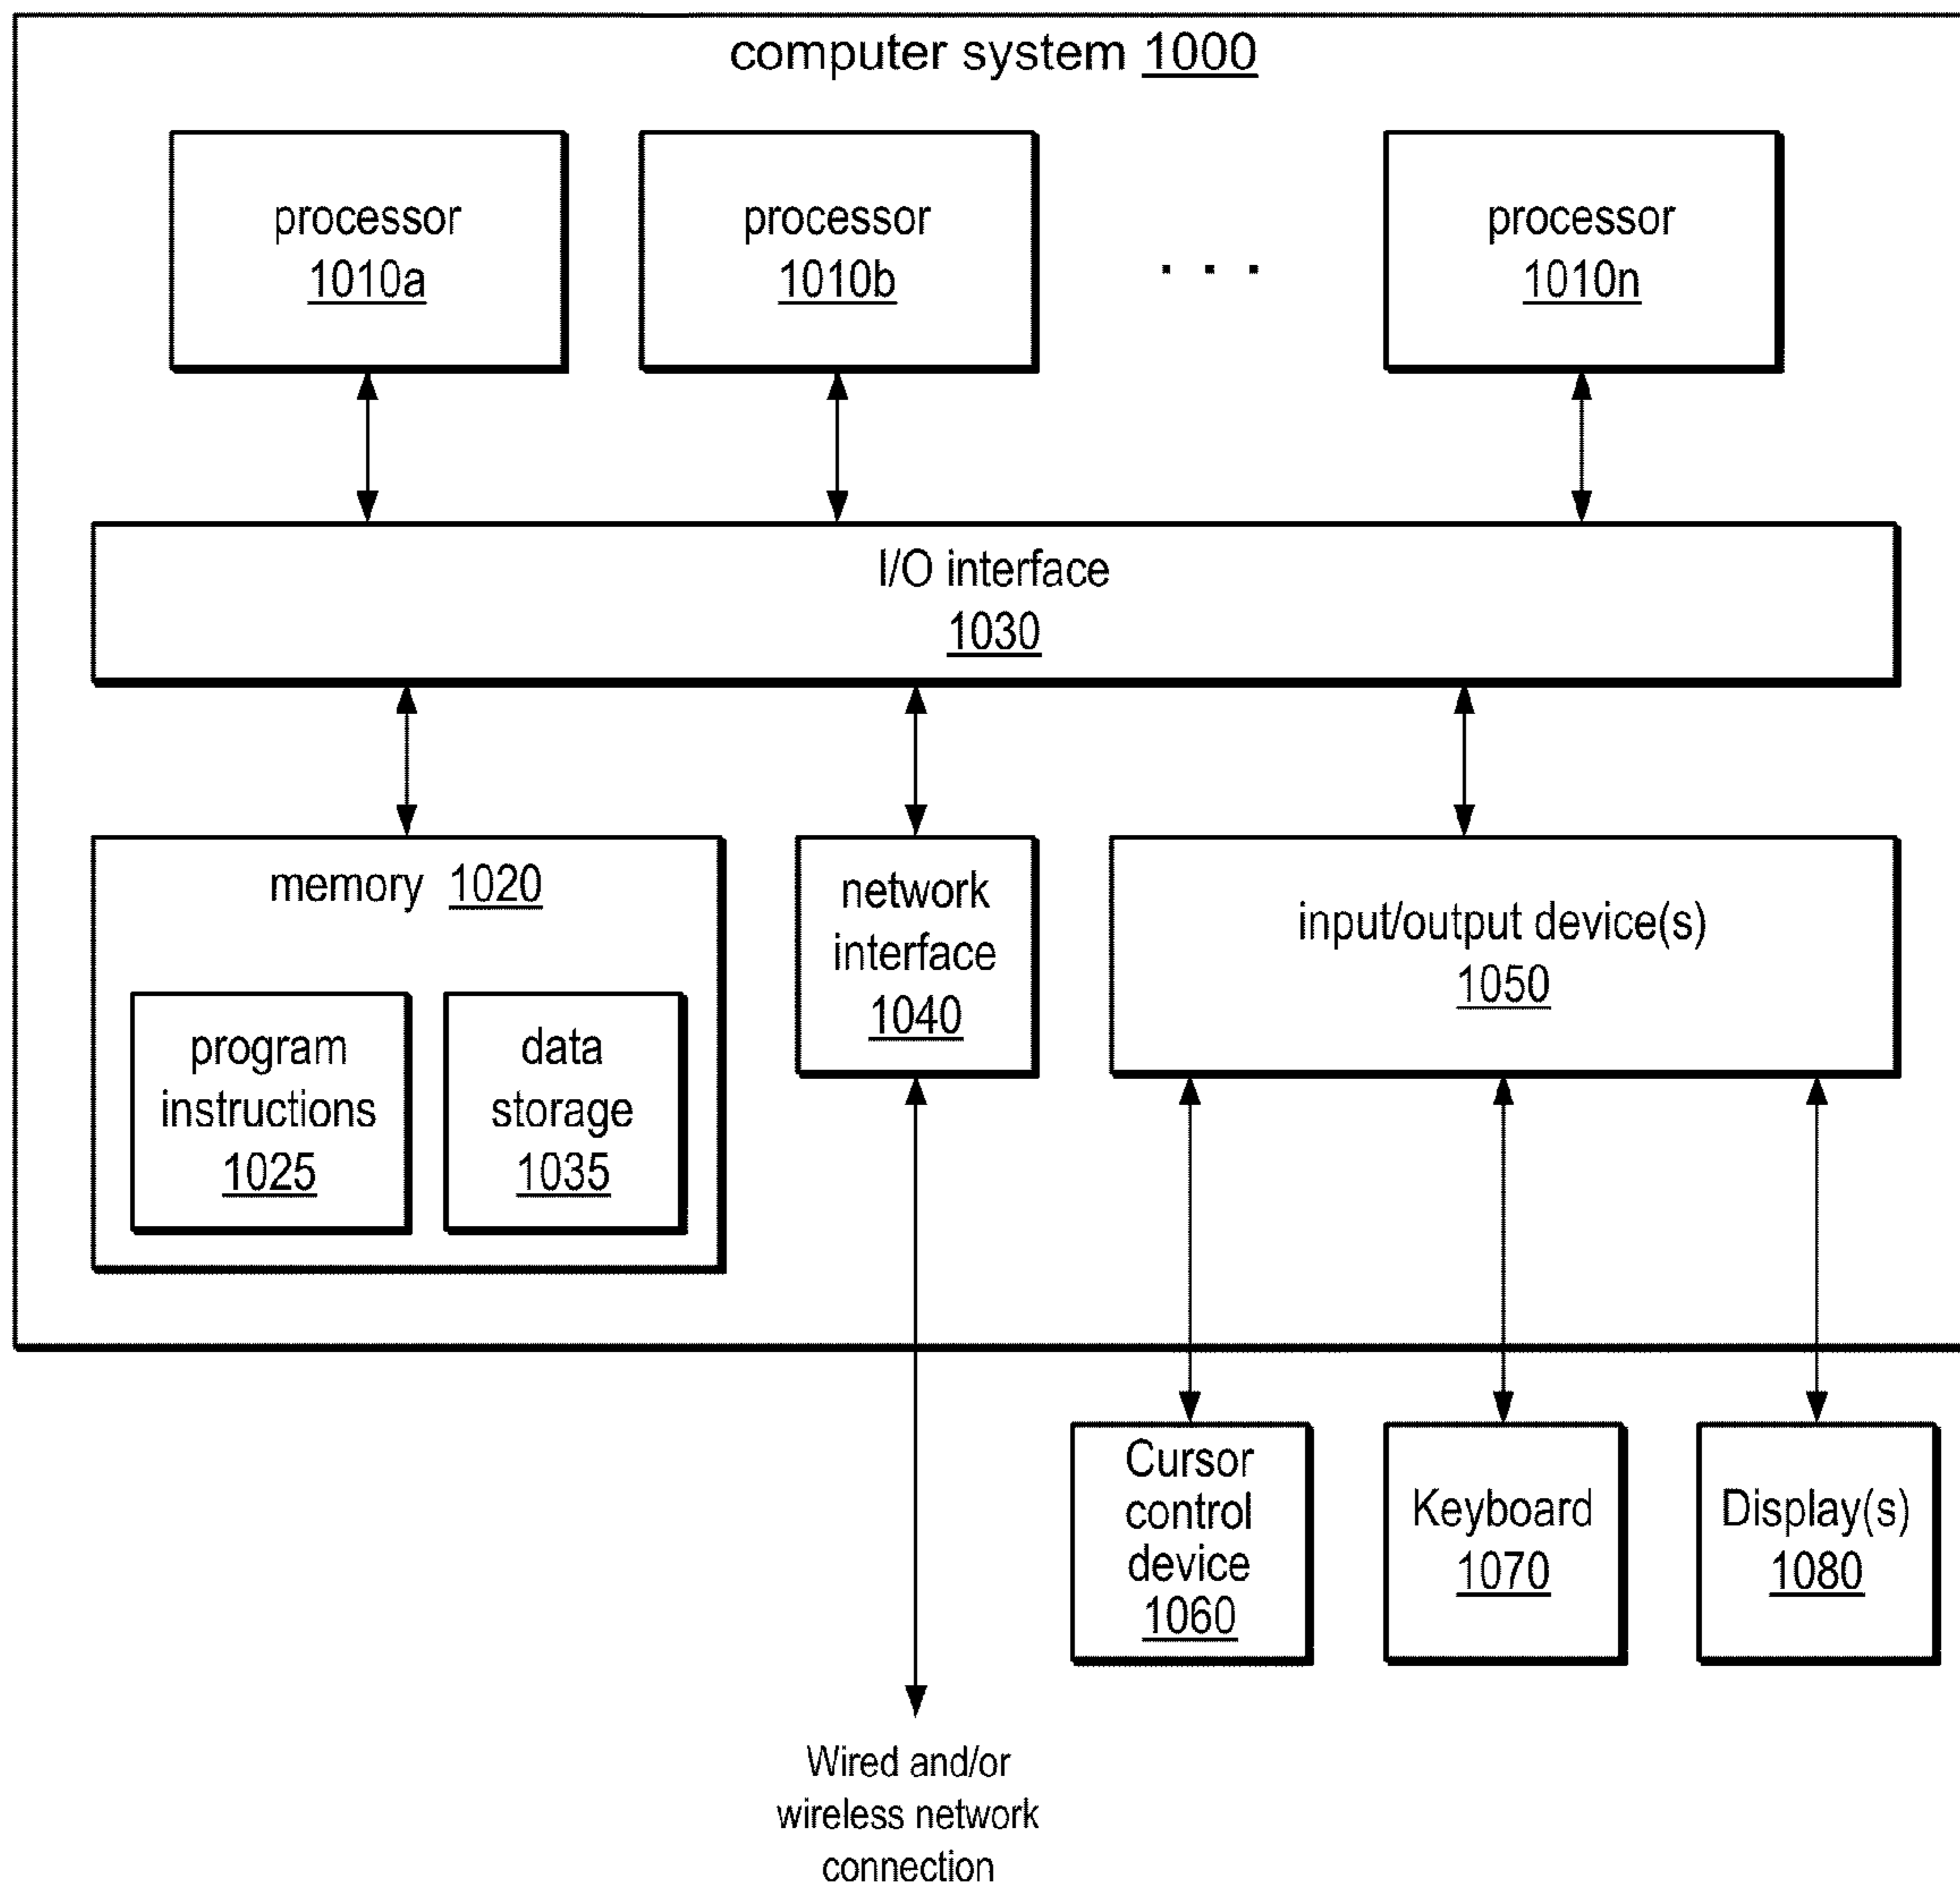 computer system 1000
processor
1010a
processor
1010b
. . .
processor
1010n
I/O interface
1030
memory 1020
program
instructions
1025
data
storage
1035
network
interface
1040
input/output device(s)
1050
Cursor
control
device
1060
Keyboard
1070
Display(s)
1080
Wired and/or
wireless network
connection